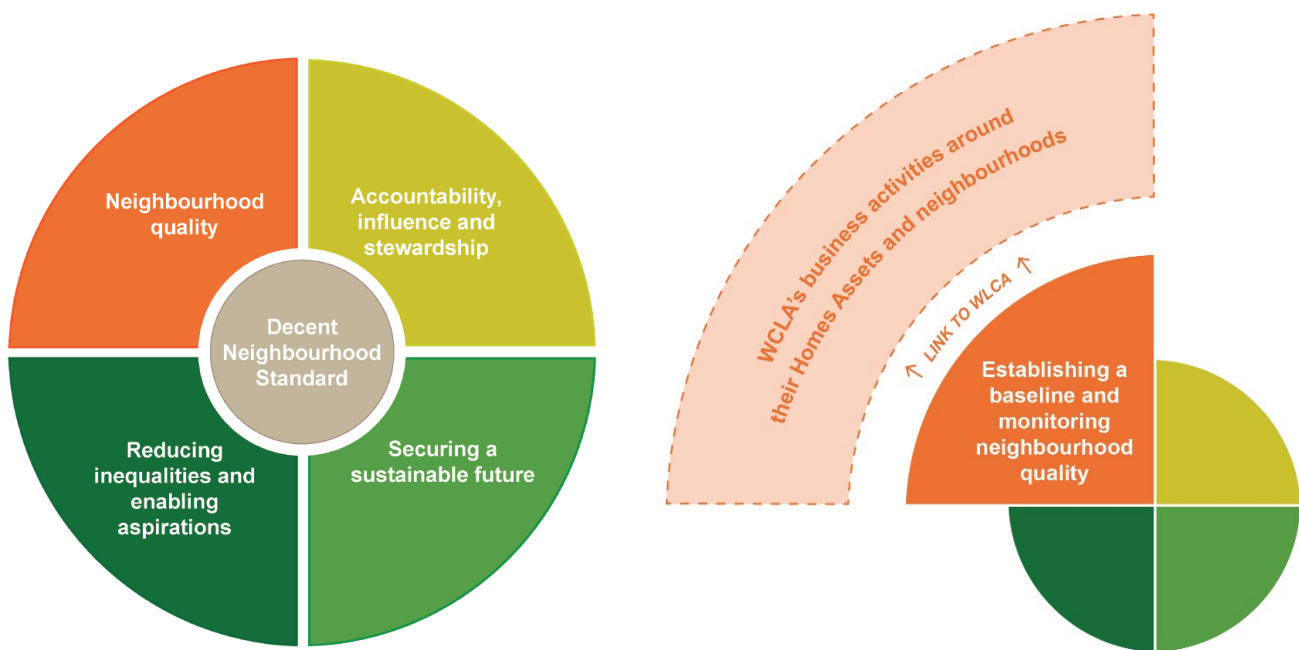 Neighbourhood
quality
Accountability,
influence and
stewardship
Decent
Neighbourhood
Standard
Reducing
inequalities and
enabling
aspirations
Securing a
sustainable future
WCLA's business activities around
their Homes Assets and neighbourhoods
↑ LINK TO WLCA ↑
Establishing a
baseline and
monitoring
neighbourhood
quality